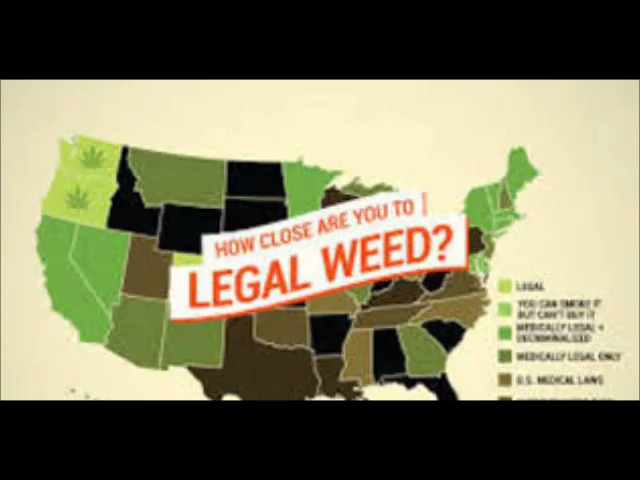 HOW CLOSE ARE YOU TO
LEGAL WEED?
LEGAL
YOU CAN SMOKE IT
BUT CAN'T BUY IT
MEDICALLY LEGAL +
DECRIMINALIZED
MEDICALLY LEGAL ONLY
MEDICAL LAWS